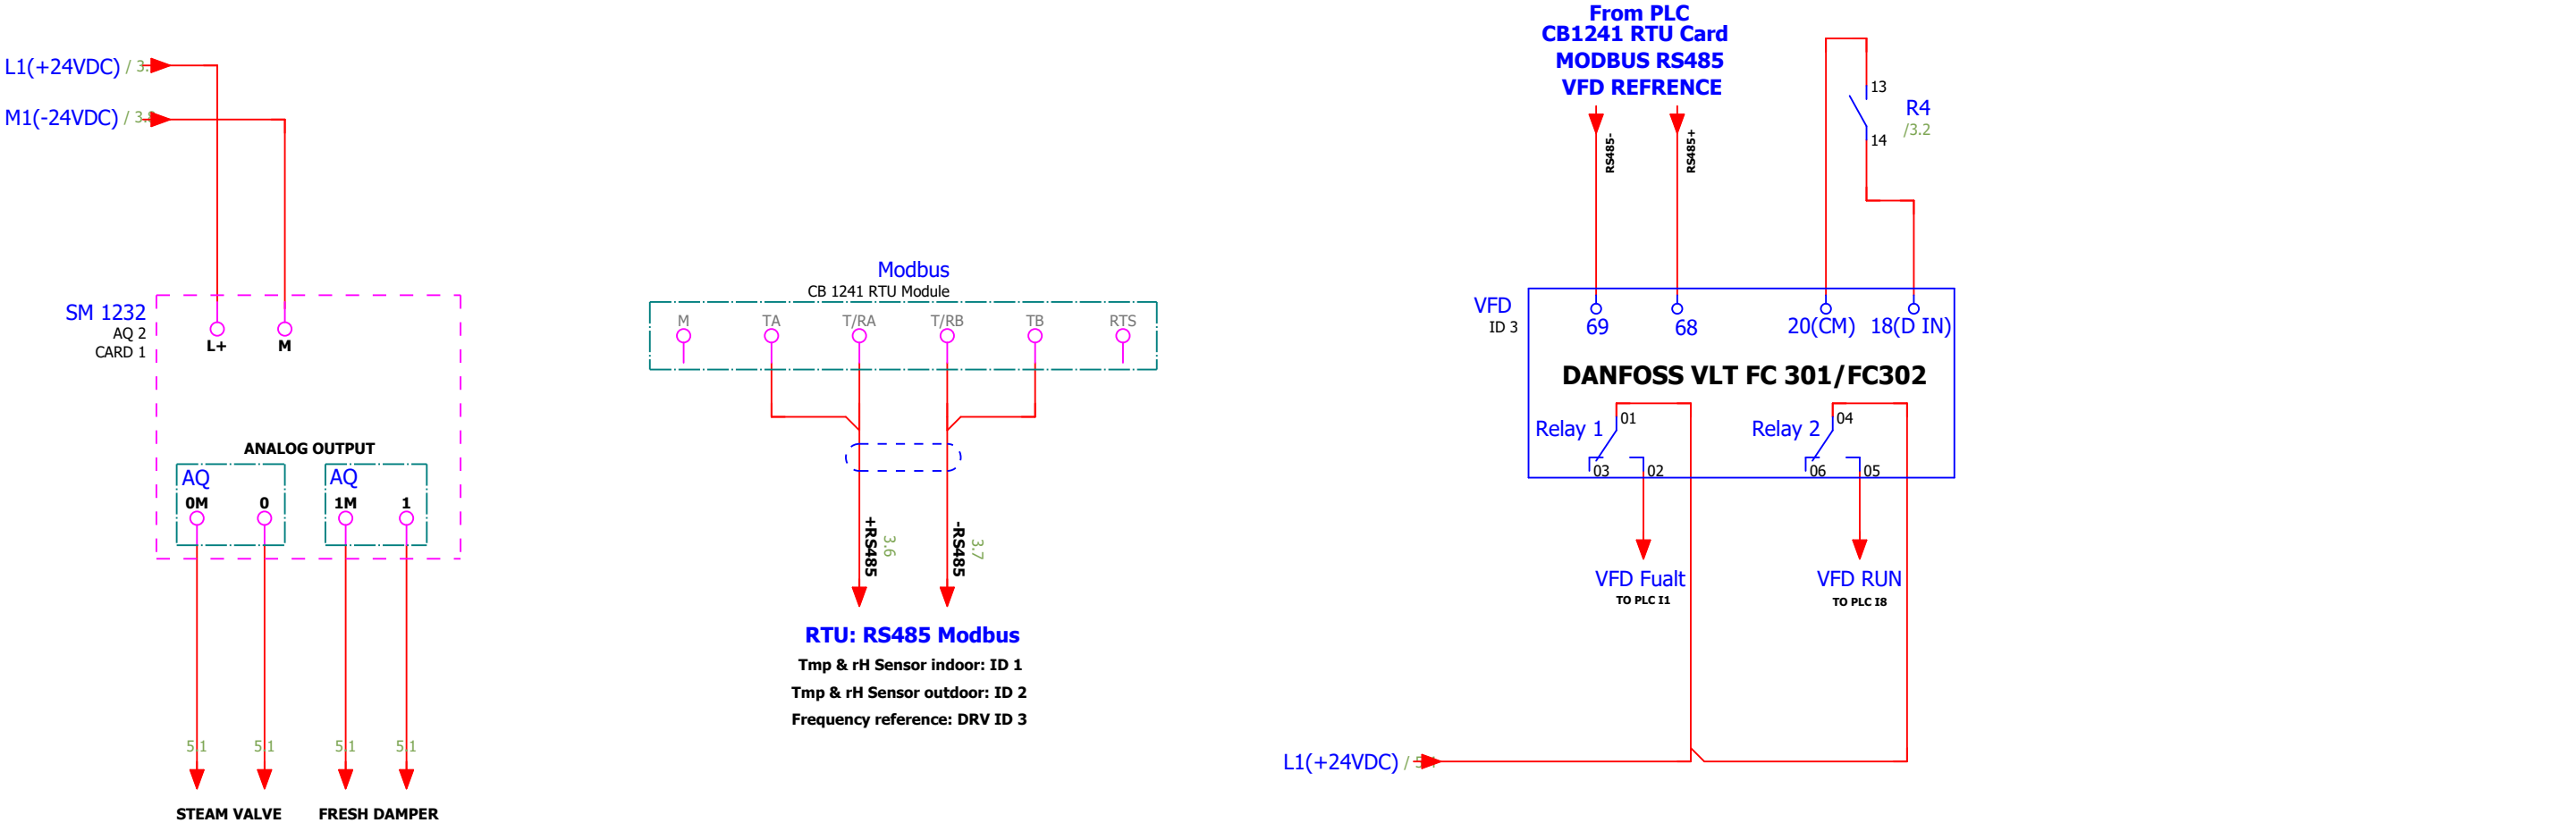 L1(+24VDC) / 3.
M1(-24VDC) / 3.
SM 1232
AQ 2
CARD 1
L+
M
ANALOG OUTPUT
AQ
0M
0
AQ
1M
1
5.1
5.1
5.1
5.1
STEAM VALVE
FRESH DAMPER
Modbus
CB 1241 RTU Module
M
TA
T/RA
T/RB
TB
RTS
+RS485
3.6
-RS485
3.7
RTU: RS485 Modbus
Tmp & rH Sensor indoor: ID 1
Tmp & rH Sensor outdoor: ID 2
Frequency reference: DRV ID 3
From PLC
CB1241 RTU Card
MODBUS RS485
VFD REFRENCE
RS485-
RS485+
13
14
R4
/3.2
VFD
ID 3
69
68
20(CM)
18(D IN)
DANFOSS VLT FC 301/FC302
Relay 1
01
03
02
Relay 2
04
06
05
VFD Fualt
TO PLC I1
VFD RUN
TO PLC I8
L1(+24VDC) /